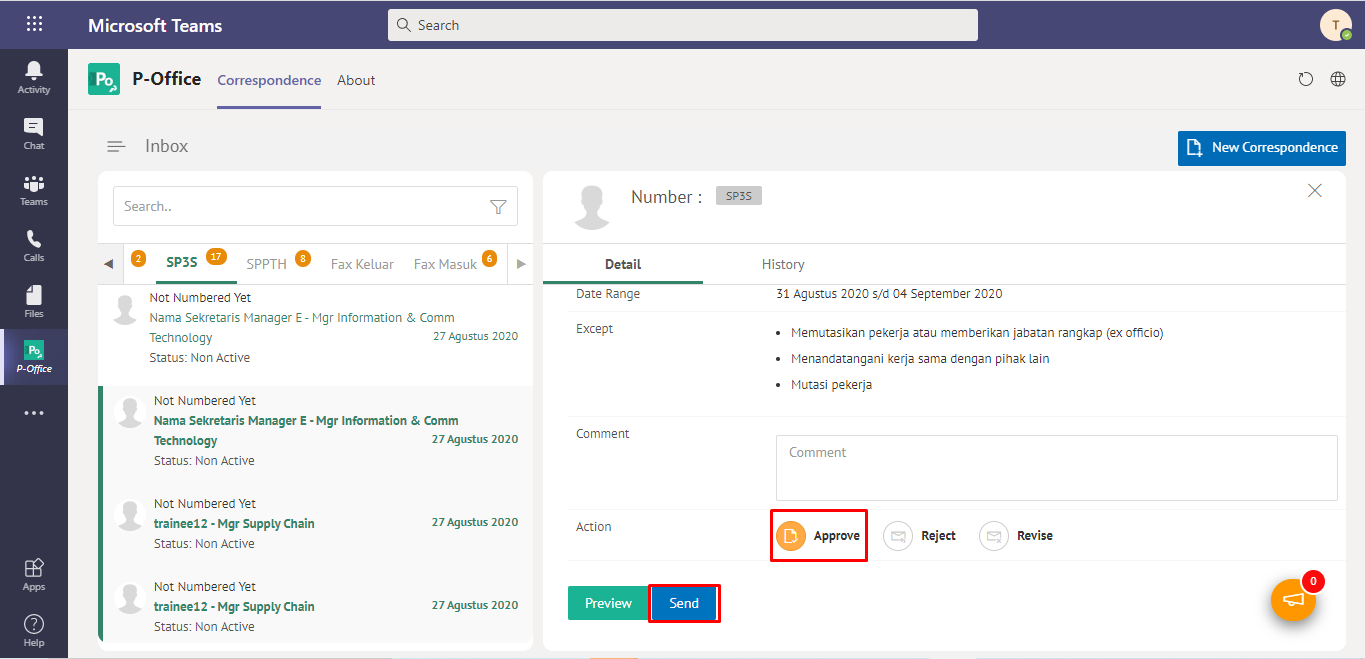 Microsoft Teams
Search
T
Activity
Chat
Teams
Calls
Files
P-Office
Apps
Help
Po
P-Office
Correspondence
About
Inbox
New Correspondence
Search..
2
SP3S 17
SPPTH 8
Fax Keluar
Fax Masuk 6
Not Numbered Yet
Nama Sekretaris Manager E - Mgr Information & Comm
Technology
27 Agustus 2020
Status: Non Active
Not Numbered Yet
Nama Sekretaris Manager E - Mgr Information & Comm
Technology
27 Agustus 2020
Status: Non Active
Not Numbered Yet
trainee12 - Mgr Supply Chain
27 Agustus 2020
Status: Non Active
Not Numbered Yet
trainee12 - Mgr Supply Chain
27 Agustus 2020
Status: Non Active
Number : SP3S
Detail
History
Date Range
31 Agustus 2020 s/d 04 September 2020
Except
• Memutasikan pekerja atau memberikan jabatan rangkap (ex officio)
• Menandatangani kerja sama dengan pihak lain
• Mutasi pekerja
Comment
Comment
Action
Approve
Reject
Revise
Preview
Send
0